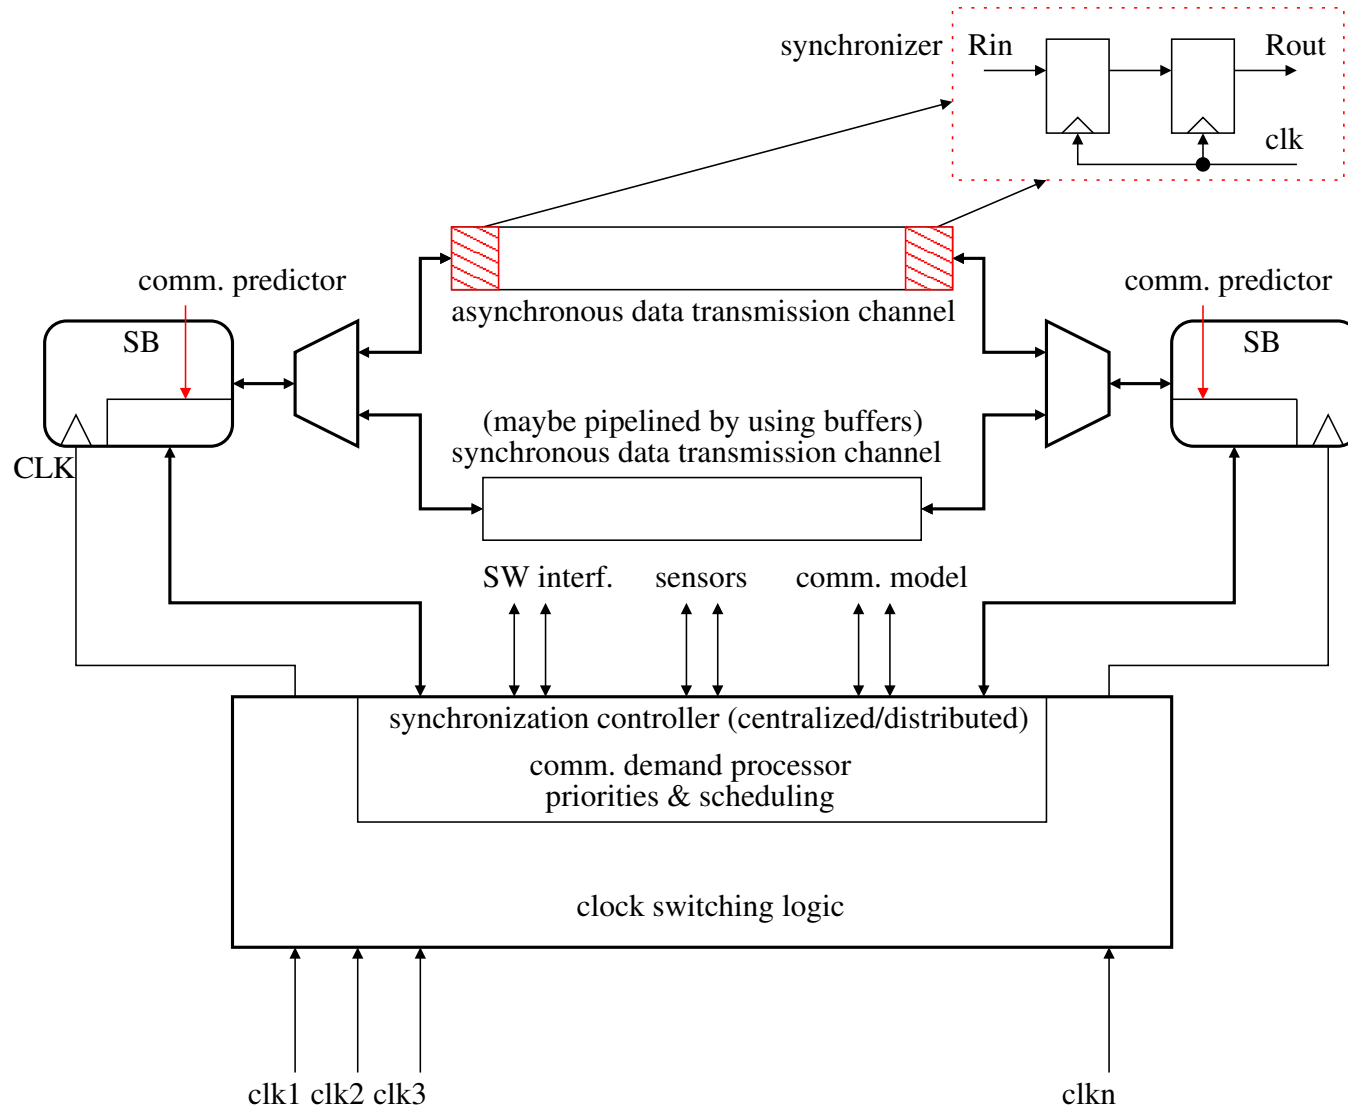 synchronizer
Rin
Rout
clk
comm. predictor
comm. predictor
asynchronous data transmission channel
SB
SB
(maybe pipelined by using buffers)
synchronous data transmission channel
CLK
SW interf.
sensors
comm. model
synchronization controller (centralized/distributed)
comm. demand processor
priorities & scheduling
clock switching logic
clk1
clk2
clk3
clkn